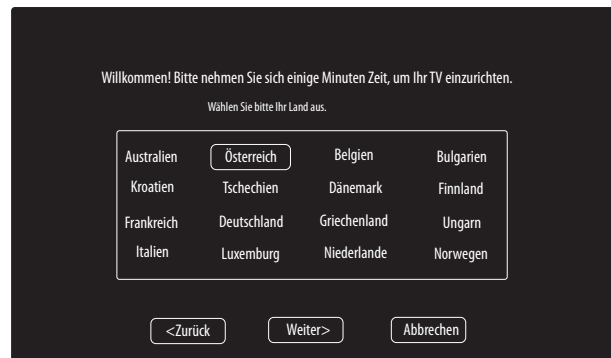 Willkommen! Bitte nehmen Sie sich einige Minuten Zeit, um Ihr TV einzurichten.
Wählen Sie bitte Ihr Land aus.
Australien Österreich Belgien Bulgarien
Kroatien Tschechien Dänemark Finnland
Frankreich Deutschland Griechenland Ungarn
Italien Luxemburg Niederlande Norwegen
<Zurück Weiter> Abbrechen